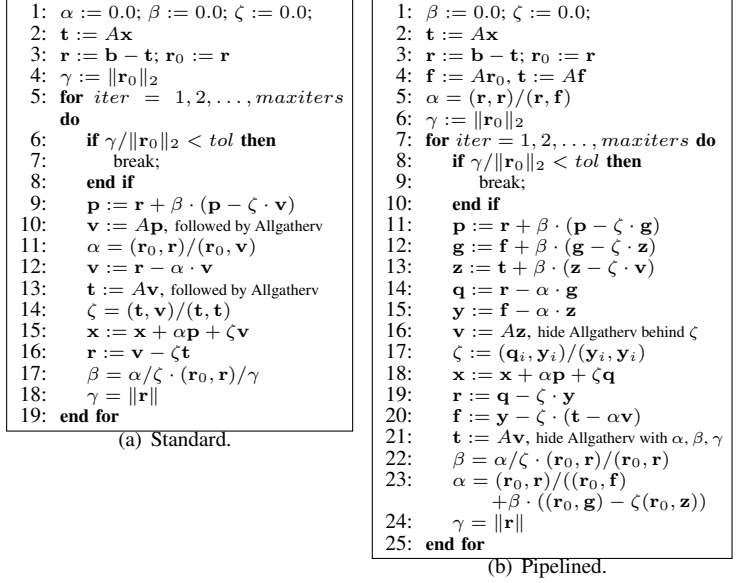 1: α := 0.0; β := 0.0; ζ := 0.0;
2: t := Ax
3: r := b − t; r₀ := r
4: γ := ‖r₀‖₂
5: for iter = 1, 2, . . . , maxiters
do
6: if γ/‖r₀‖₂ < tol then
7: break;
8: end if
9: p := r + β · (p − ζ · v)
10: v := Ap, followed by Allgatherv
11: α = (r₀, r)/(r₀, v)
12: v := r − α · v
13: t := Av, followed by Allgatherv
14: ζ = (t, v)/(t, t)
15: x := x + αp + ζv
16: r := v − ζt
17: β = α/ζ · (r₀, r)/γ
18: γ = ‖r‖
19: end for
(a) Standard.
1: β := 0.0; ζ := 0.0;
2: t := Ax
3: r := b − t; r₀ := r
4: f := Ar₀, t := Af
5: α = (r, r)/(r, f)
6: γ := ‖r₀‖₂
7: for iter = 1, 2, . . . , maxiters do
8: if γ/‖r₀‖₂ < tol then
9: break;
10: end if
11: p := r + β · (p − ζ · g)
12: g := f + β · (g − ζ · z)
13: z := t + β · (z − ζ · v)
14: q := r − α · g
15: y := f − α · z
16: v := Az, hide Allgatherv behind ζ
17: ζ := (qᵢ, yᵢ)/(yᵢ, yᵢ)
18: x := x + αp + ζq
19: r := q − ζ · y
20: f := y − ζ · (t − αv)
21: t := Av, hide Allgatherv with α, β, γ
22: β = α/ζ · (r₀, r)/(r₀, r)
23: α = (r₀, r)/((r₀, f)
+β · ((r₀, g) − ζ(r₀, z))
24: γ = ‖r‖
25: end for
(b) Pipelined.